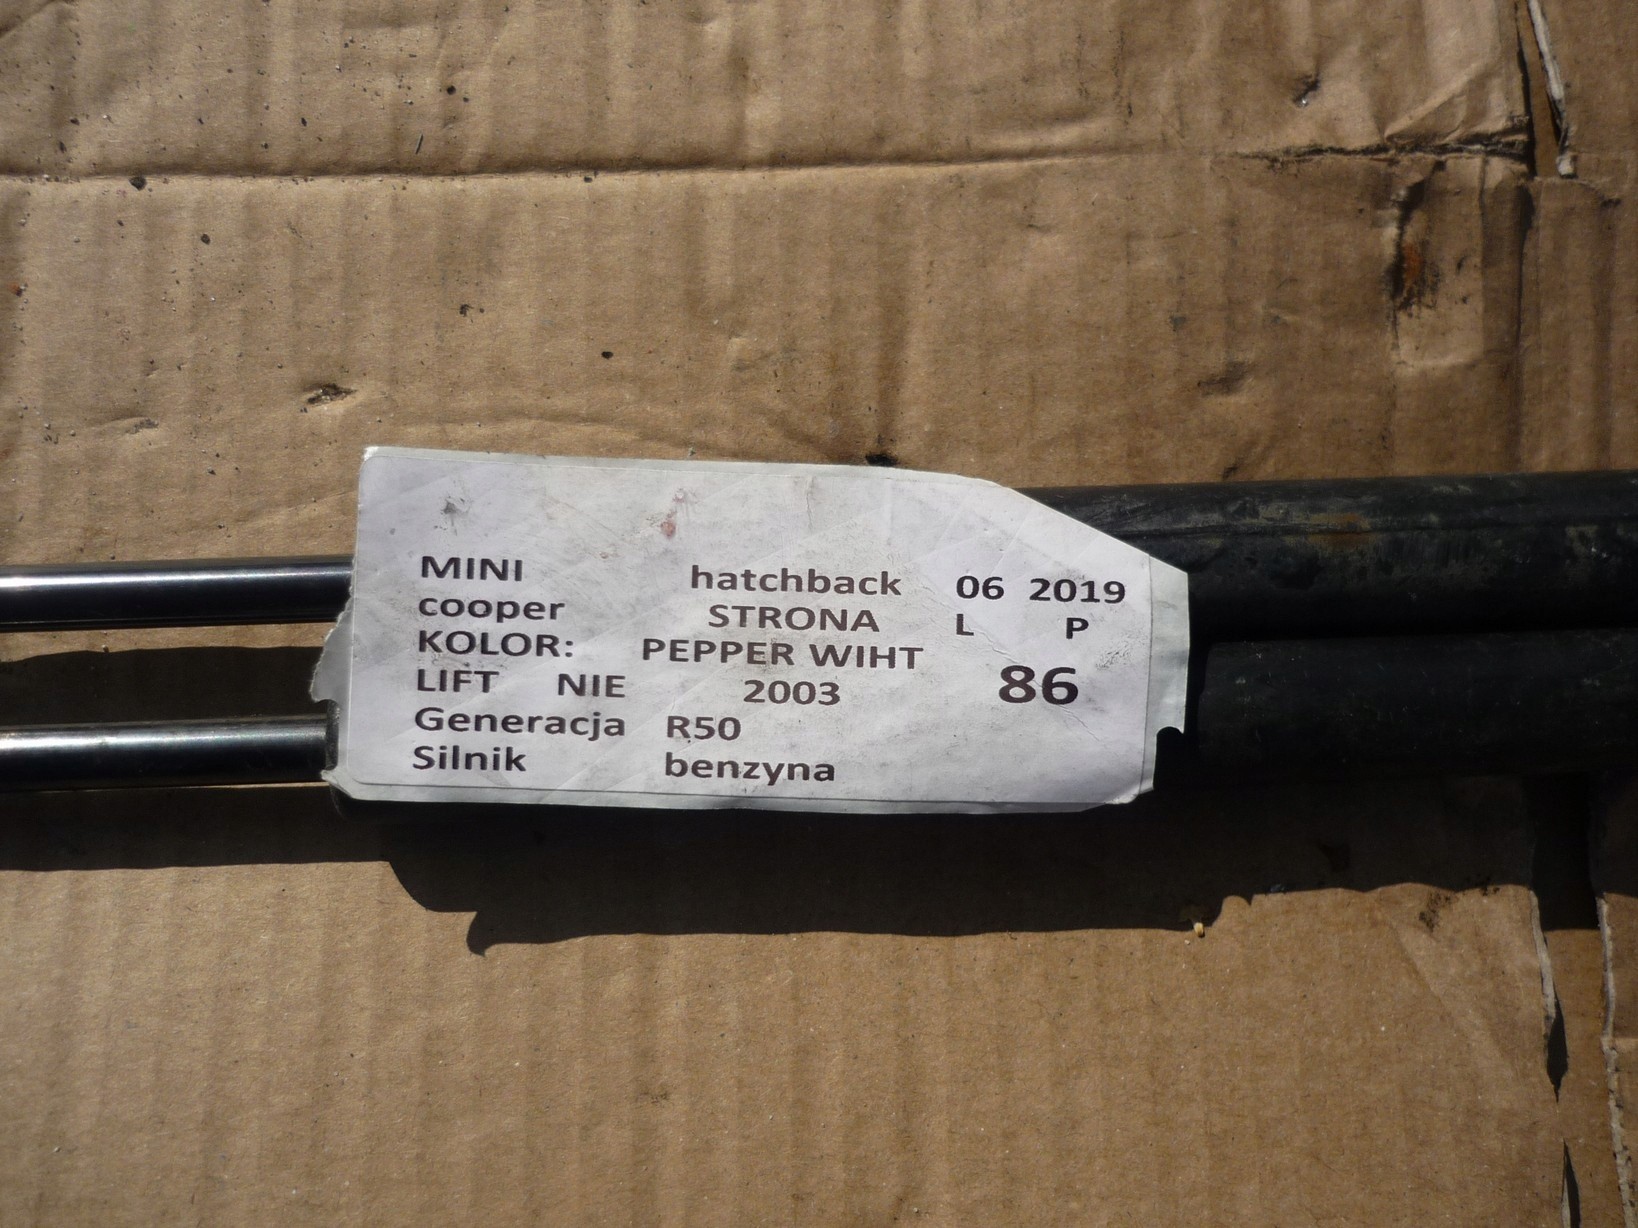 MINI hatchback 06 2019
cooper STRONA L P
KOLOR: PEPPER WIHT
LIFT NIE 2003 86
Generacja R50
Silnik benzyna